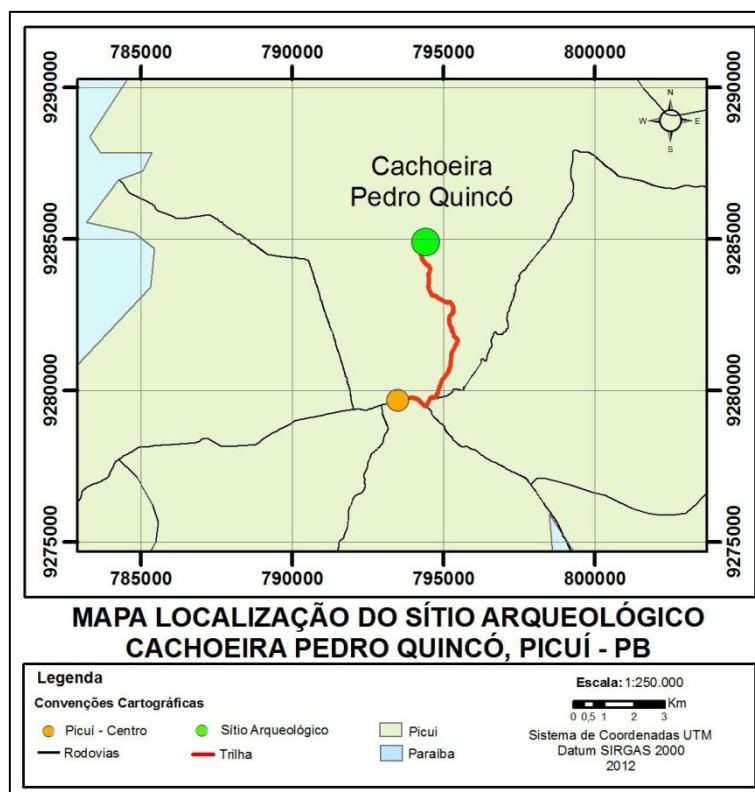 785000 790000 795000 800000
9290000 9290000
N
W E
S
Cachoeira
Pedro Quincó
9285000 9285000
9280000 9280000
9275000 9275000
785000 790000 795000 800000
MAPA LOCALIZAÇÃO DO SÍTIO ARQUEOLÓGICO
CACHOEIRA PEDRO QUINCÓ, PICUÍ - PB
Legenda
Convenções Cartográficas
Picuí - Centro
Sítio Arqueológico
Picui
Rodovias
Trilha
Paraíba
Escala: 1:250.000
Km
0 0,5 1 2 3
Sistema de Coordenadas UTM
Datum SIRGAS 2000
2012